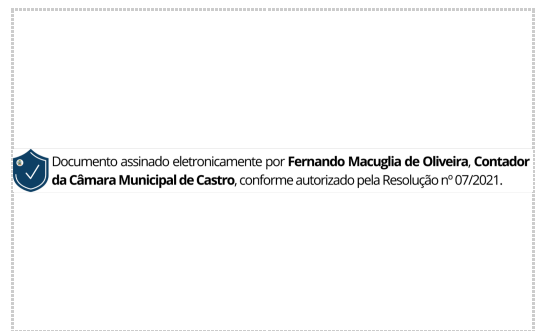 Documento assinado eletronicamente por Fernando Macuglia de Oliveira, Contador
da Câmara Municipal de Castro, conforme autorizado pela Resolução nº 07/2021.